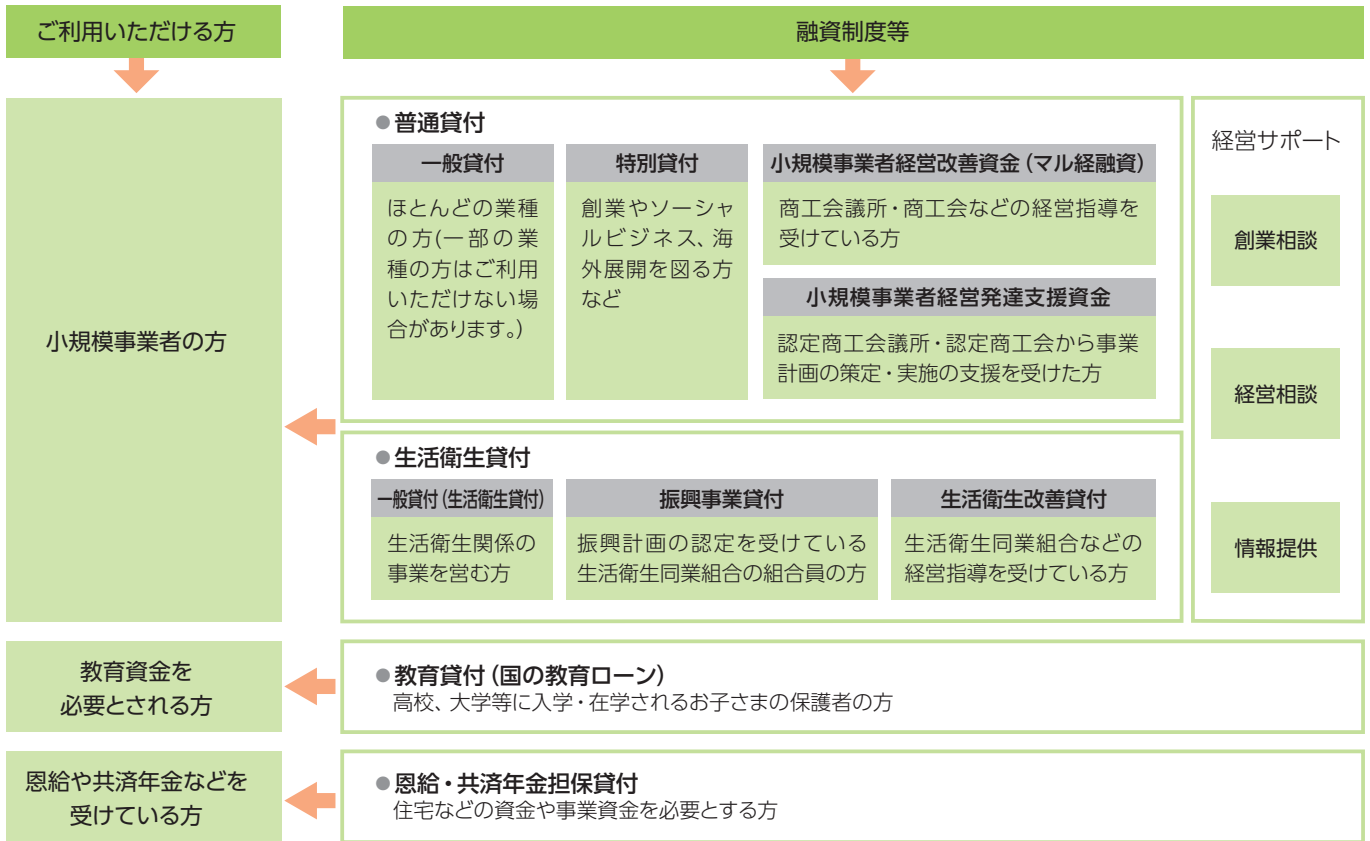 ご利用いただける方
融資制度等
小規模事業者の方
●普通貸付
一般貸付
ほとんどの業種
の方(一部の業
種の方はご利用
いただけない場
合があります。)
特別貸付
創業やソーシャ
ルビジネス、海
外展開を図る方
など
小規模事業者経営改善資金(マル経融資)
商工会議所・商工会などの経営指導を
受けている方
小規模事業者経営発達支援資金
認定商工会議所・認定商工会から事業
計画の策定・実施の支援を受けた方
●生活衛生貸付
一般貸付(生活衛生貸付)
生活衛生関係の
事業を営む方
振興事業貸付
振興計画の認定を受けている
生活衛生同業組合の組合員の方
生活衛生改善貸付
生活衛生同業組合などの
経営指導を受けている方
経営サポート
創業相談
経営相談
情報提供
教育資金を
必要とされる方
●教育貸付(国の教育ローン)
高校、大学等に入学・在学されるお子さまの保護者の方
恩給や共済年金などを
受けている方
●恩給・共済年金担保貸付
住宅などの資金や事業資金を必要とする方